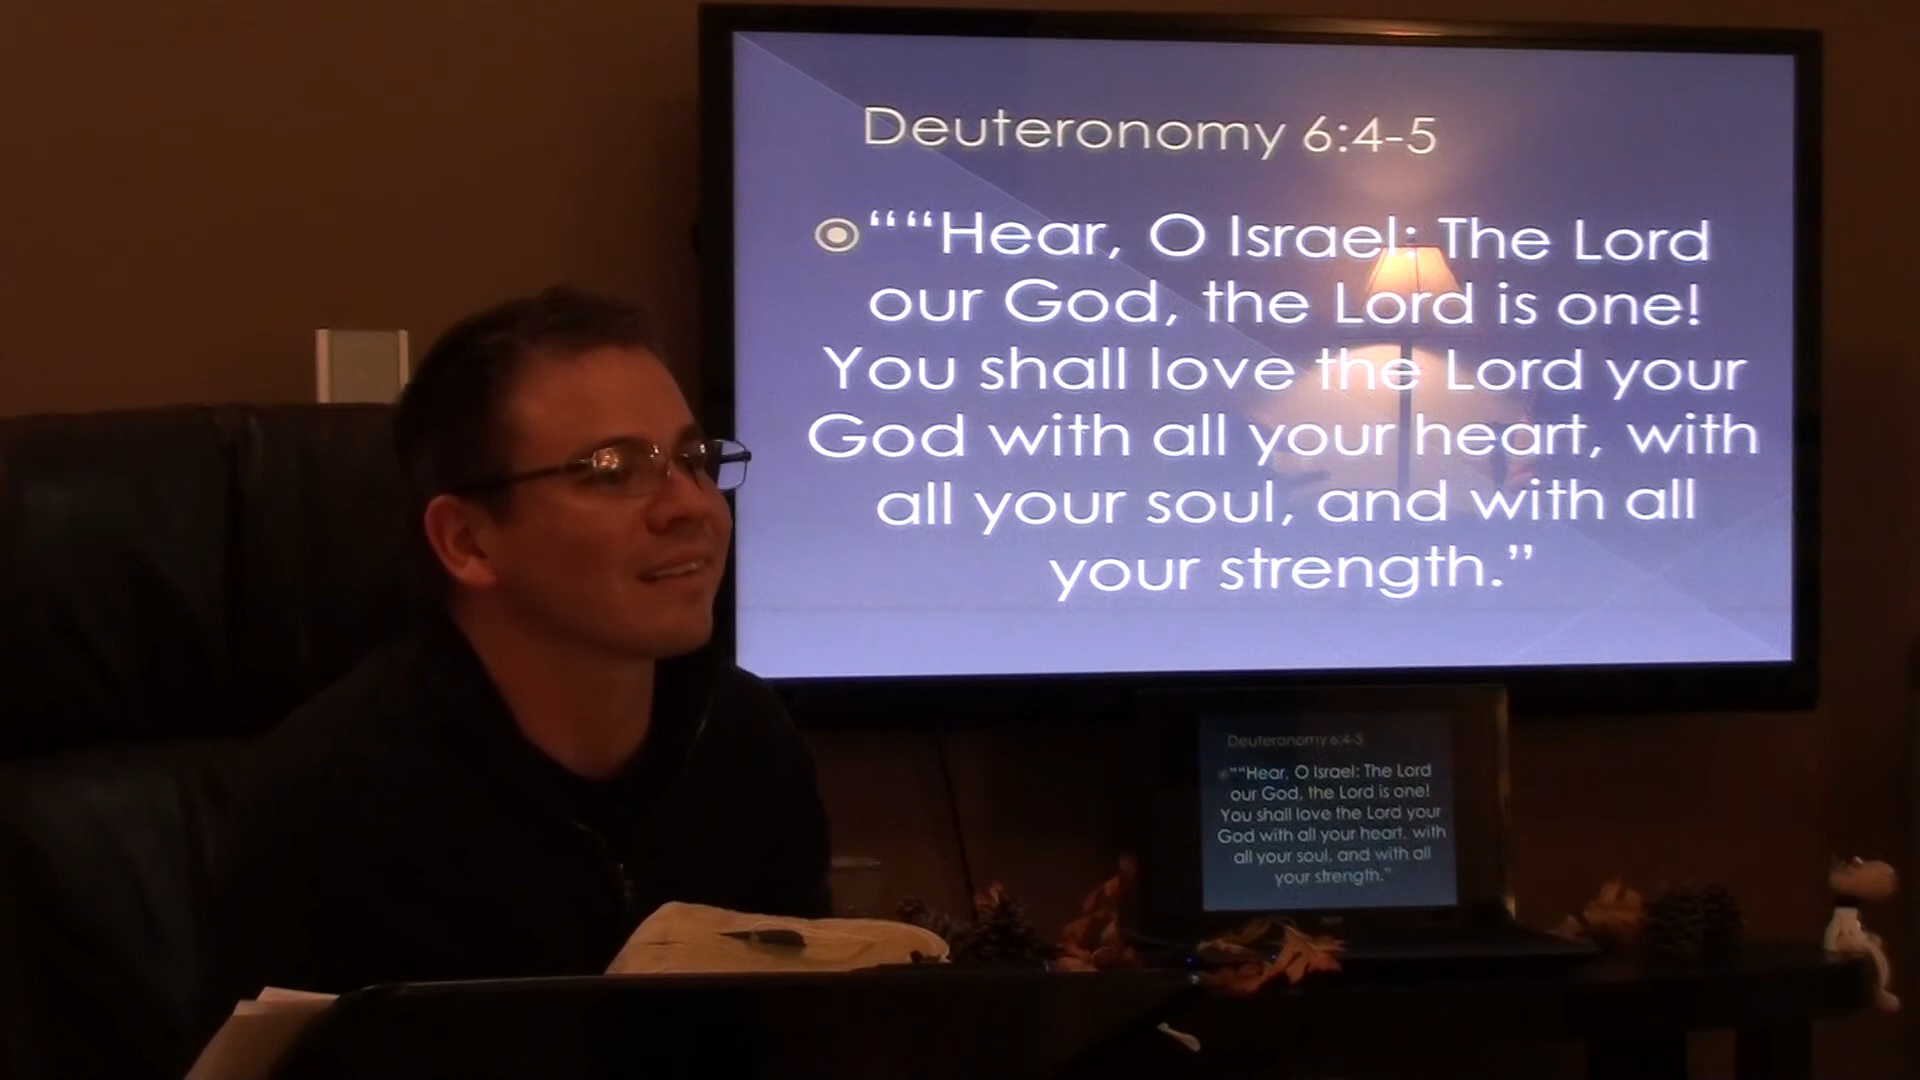 Deuteronomy 6:4-5
““Hear, O Israel: The Lord
our God, the Lord is one!
You shall love the Lord your
God with all your heart, with
all your soul, and with all
your strength.”
Deuteronomy 6:4-5
““Hear, O Israel: The Lord
our God, the Lord is one!
You shall love the Lord your
God with all your heart, with
all your soul, and with all
your strength.”